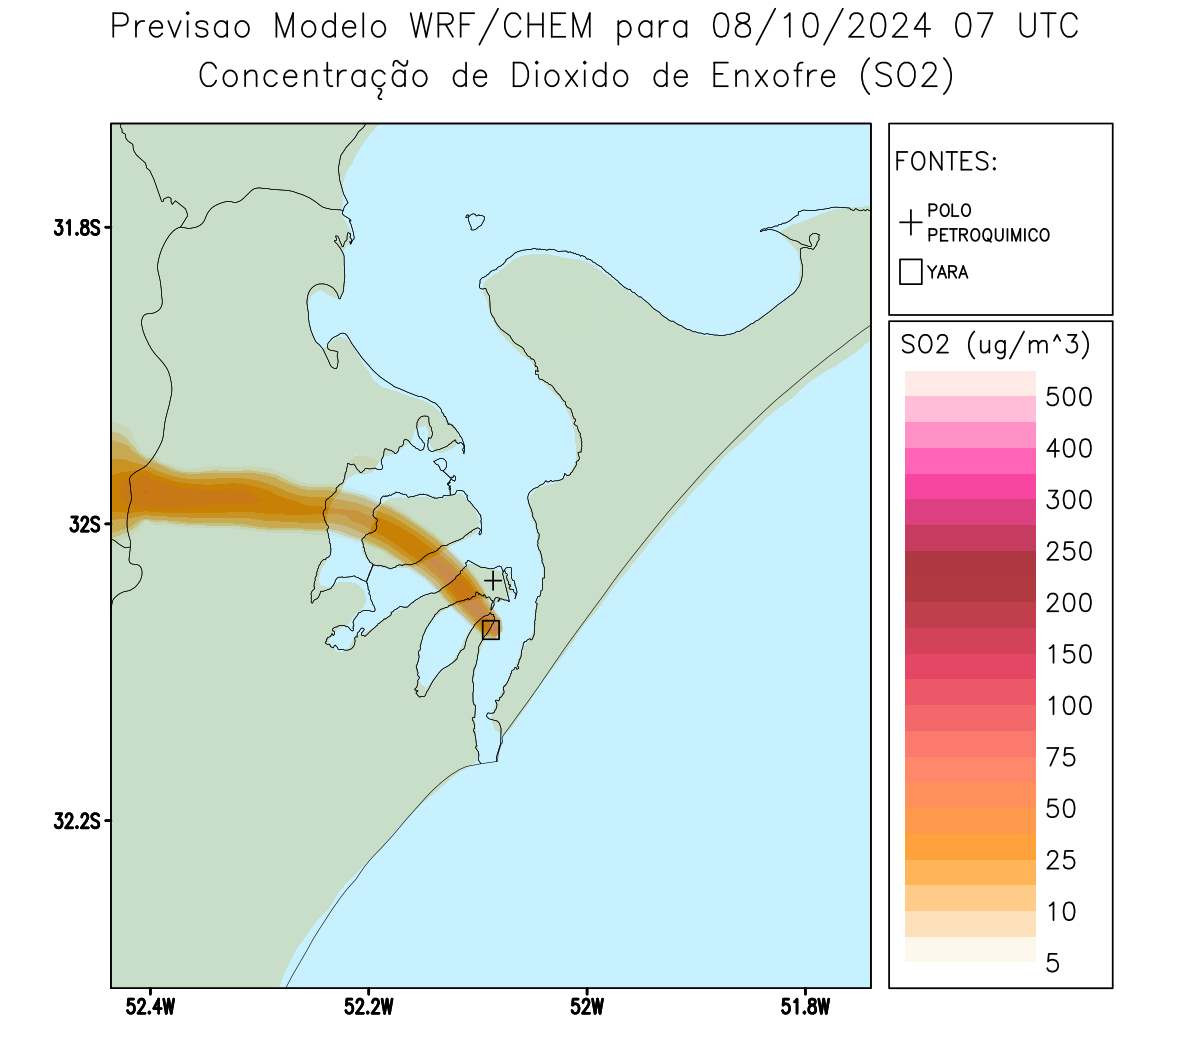 Previsao Modelo WRF/CHEM para 08/10/2024 07 UTC
Concentração de Dioxido de Enxofre (SO2)
FONTES:
POLO
PETROQUIMICO
YARA
SO2 (ug/m^3)
500
400
300
250
200
150
100
75
50
25
10
5
31.8S
32S
32.2S
52.4W
52.2W
52W
51.8W